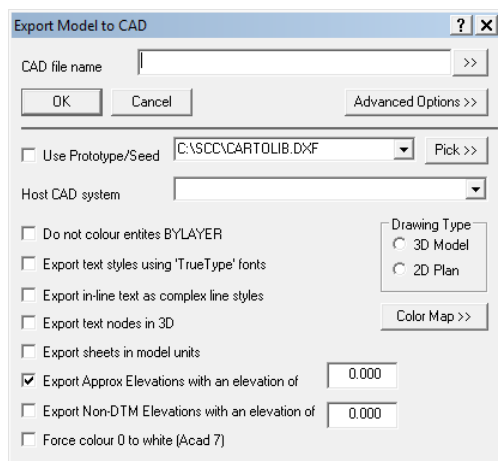 Export Model to CAD
CAD file name >>
OK Cancel Advanced Options >>
Use Prototype/Seed C:\SCC\CARTOLIB.DXF Pick >>
Host CAD system
Do not colour entites BYLAYER
Drawing Type
3D Model
2D Plan
Export text styles using 'TrueType' fonts
Export in-line text as complex line styles
Export text nodes in 3D
Color Map >>
Export sheets in model units
Export Approx Elevations with an elevation of 0.000
Export Non-DTM Elevations with an elevation of 0.000
Force colour 0 to white (Acad 7)